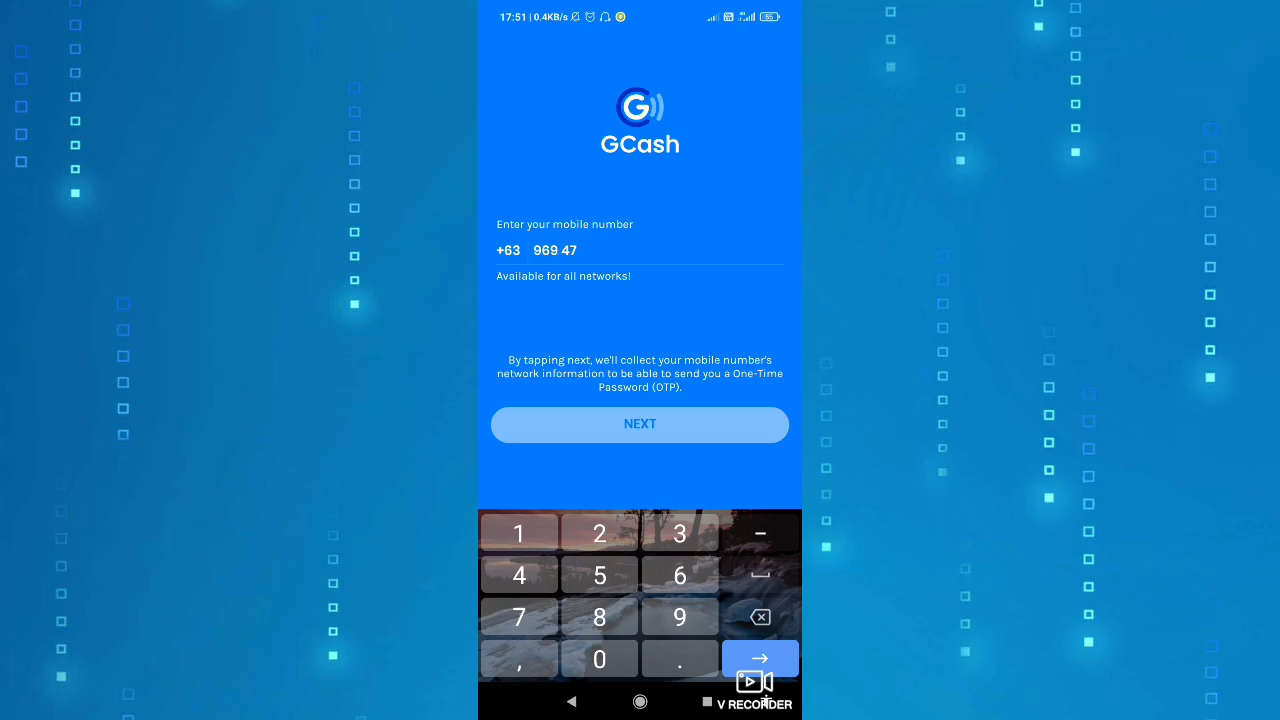 17:51 | 0.4KB/s
55
G
GCash
Enter your mobile number
+63 969 47
Available for all networks!
By tapping next, we'll collect your mobile number's
network information to be able to send you a One-Time
Password (OTP).
NEXT
1 2 3 –
4 5 6
7 8 9
, 0 .
V RECORDER